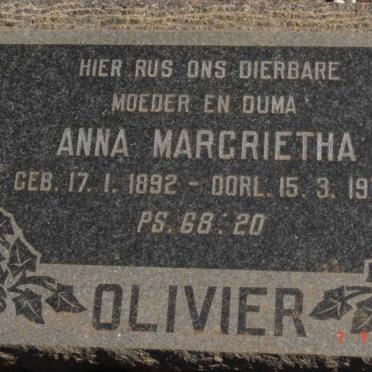 HIER RUS ONS DIERBARE
MOEDER EN OUMA
ANNA MARGRIETHA
GEB. 17. 1. 1892 - OORL. 15. 3.
PS. 68:20
OLIVIER